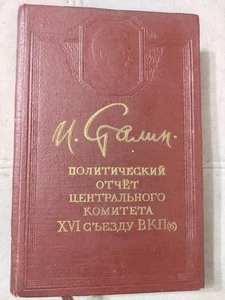 И. Сталин.
ПОЛИТИЧЕСКИЙ
ОТЧЁТ
ЦЕНТРАЛЬНОГО
КОМИТЕТА
XVI СЪЕЗДУ ВКП(б)